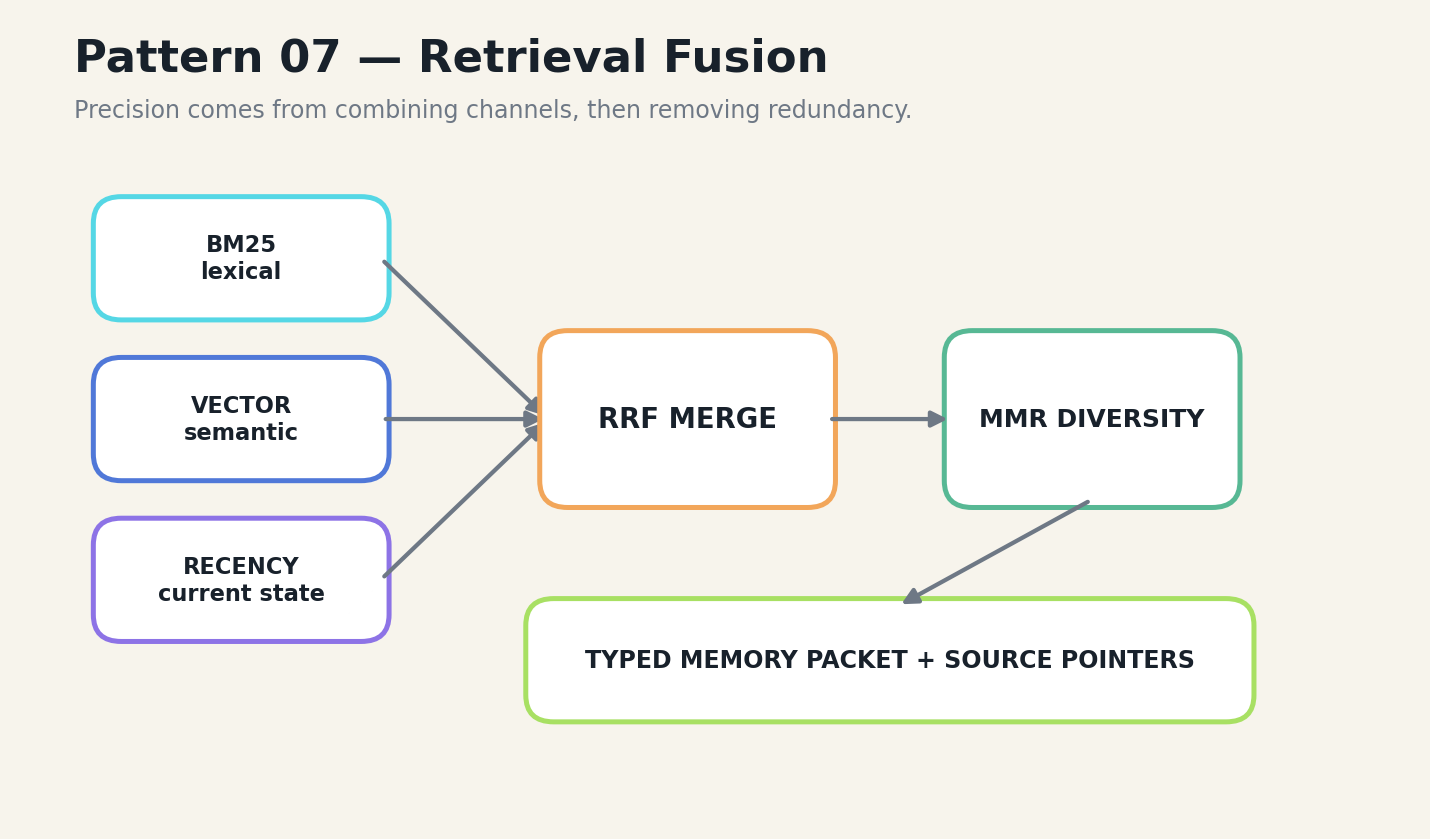 Pattern 07 — Retrieval Fusion
Precision comes from combining channels, then removing redundancy.
BM25
lexical
VECTOR
semantic
RECENCY
current state
RRF MERGE
MMR DIVERSITY
TYPED MEMORY PACKET + SOURCE POINTERS